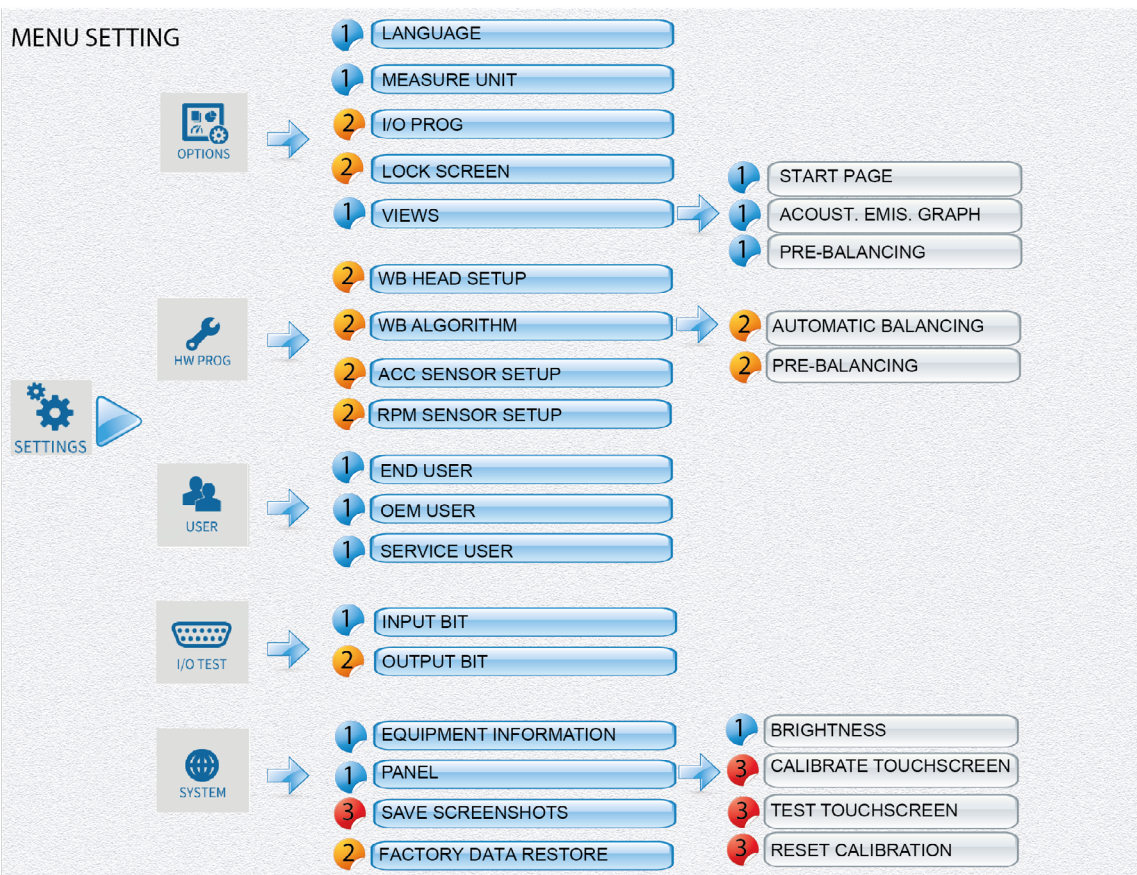 MENU SETTING
1 LANGUAGE
1 MEASURE UNIT
2 I/O PROG
2 LOCK SCREEN
1 VIEWS
OPTIONS
1 START PAGE
1 ACOUST. EMIS. GRAPH
1 PRE-BALANCING
2 WB HEAD SETUP
2 WB ALGORITHM
2 ACC SENSOR SETUP
2 RPM SENSOR SETUP
HW PROG
2 AUTOMATIC BALANCING
2 PRE-BALANCING
SETTINGS
1 END USER
1 OEM USER
1 SERVICE USER
USER
1 INPUT BIT
2 OUTPUT BIT
I/O TEST
1 EQUIPMENT INFORMATION
1 PANEL
3 SAVE SCREENSHOTS
2 FACTORY DATA RESTORE
SYSTEM
1 BRIGHTNESS
3 CALIBRATE TOUCHSCREEN
3 TEST TOUCHSCREEN
3 RESET CALIBRATION